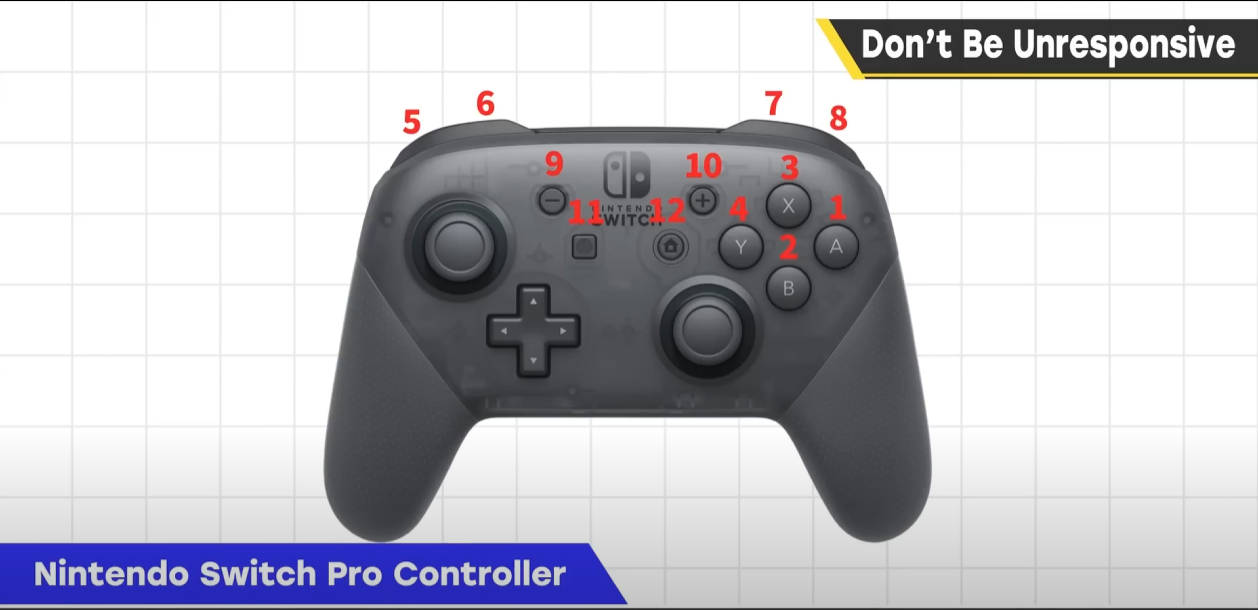 Don't Be Unresponsive
6
7
5
8
9
10
3
NINTENDO
SWITCH
11
12
4
1
X
Y
2
A
B
Nintendo Switch Pro Controller